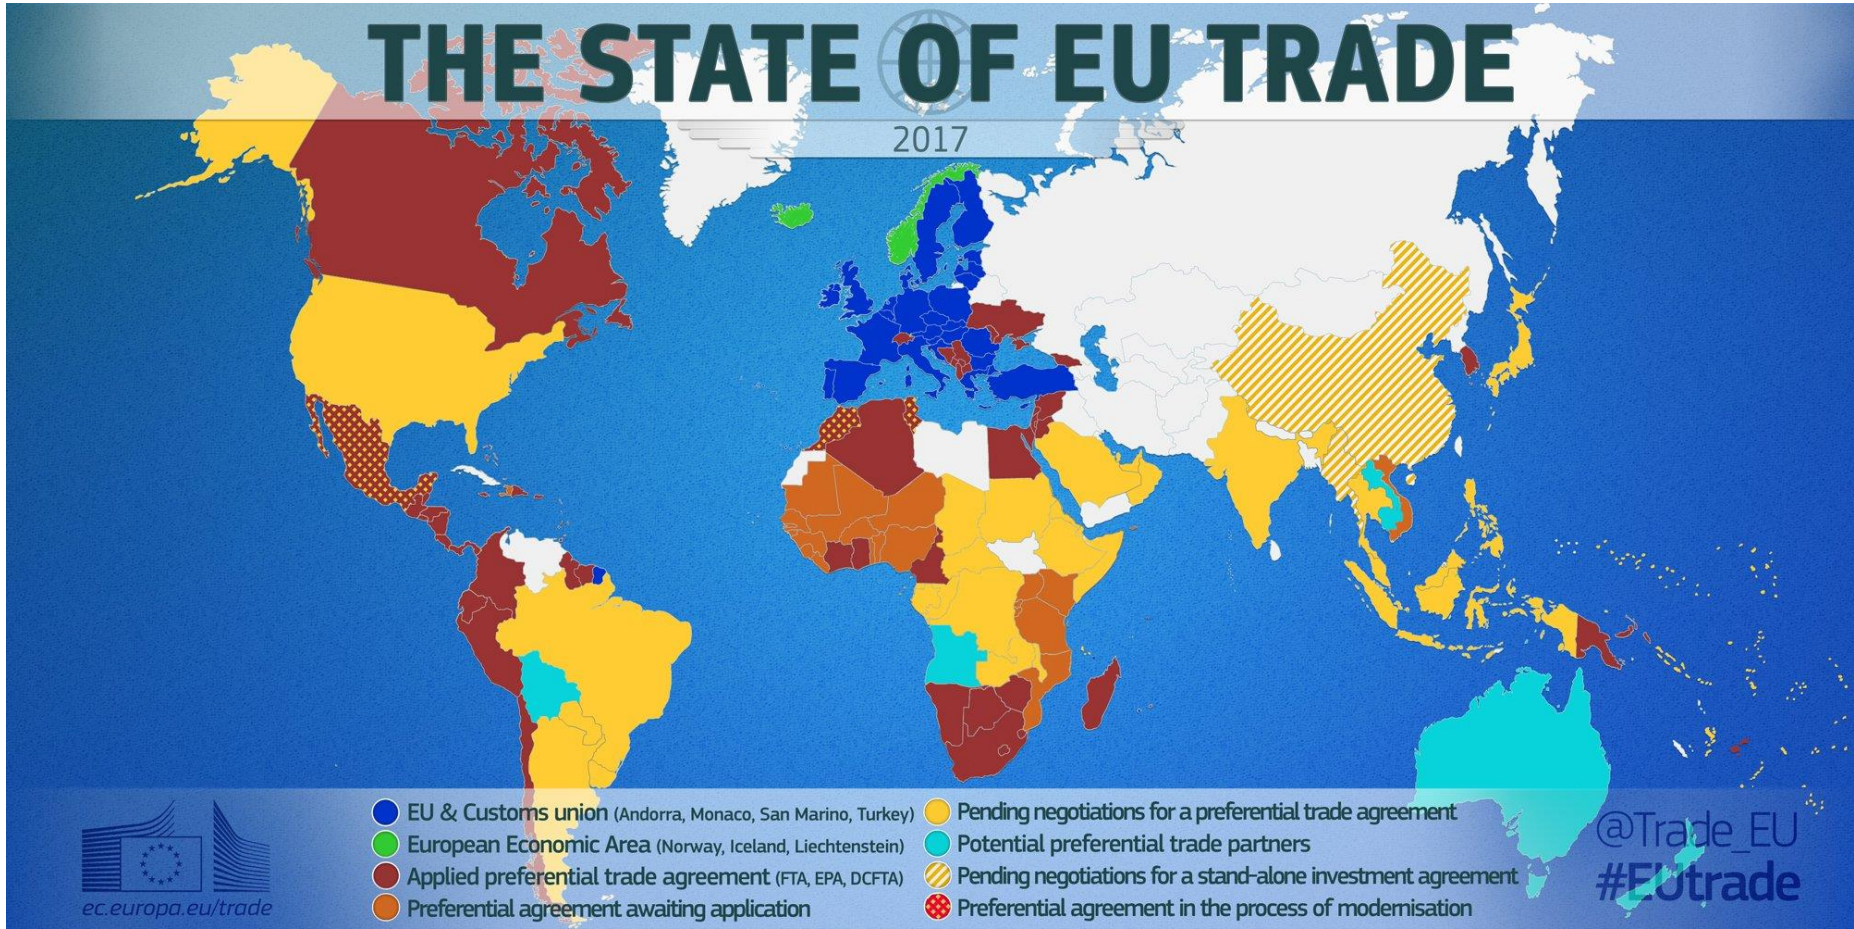 THE STATE OF EU TRADE
2017
EU & Customs union (Andorra, Monaco, San Marino, Turkey)
European Economic Area (Norway, Iceland, Liechtenstein)
Applied preferential trade agreement (FTA, EPA, DCFTA)
Preferential agreement awaiting application
Pending negotiations for a preferential trade agreement
Potential preferential trade partners
Pending negotiations for a stand-alone investment agreement
Preferential agreement in the process of modernisation
ec.europa.eu/trade
@Trade_EU
#EUtrade